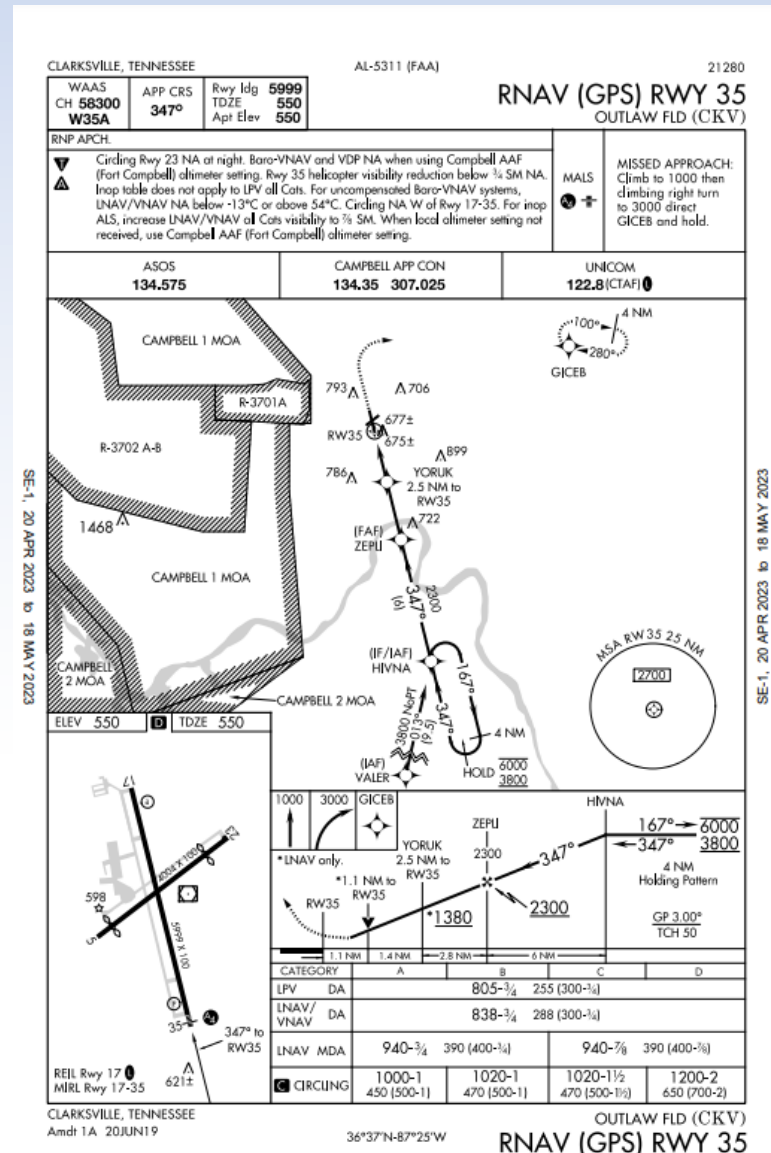 CLARKSVILLE, TENNESSEE
AL-5311 (FAA)
21280
WAAS
CH 58300
W35A
APP CRS
347°
Rwy ldg 5999
TDZE 550
Apt Elev 550
RNAV (GPS) RWY 35
OUTLAW FLD (CKV)
RNP APCH.
T
A
Circling Rwy 23 NA at night. Baro-VNAV and VDP NA when using Campbell AAF
(Fort Campbell) altimeter setting. Rwy 35 helicopter visibility reduction below ¾ SM NA.
Inop table does not apply to LPV all Cats. For uncompensated Baro-VNAV systems,
LNAV/VNAV NA below -13°C or above 54°C. Circling NA W of Rwy 17-35. For inop
ALS, increase LNAV/VNAV all Cats visibility to ⅞ SM. When local altimeter setting not
received, use Campbell AAF (Fort Campbell) altimeter setting.
MALS
MISSED APPROACH:
Climb to 1000 then
climbing right turn
to 3000 direct
GICEB and hold.
ASOS
134.575
CAMPBELL APP CON
134.35 307.025
UNICOM
122.8 (CTAF) L
CAMPBELL 1 MOA
R-3701A
R-3702 A-B
1468
CAMPBELL 1 MOA
CAMPBELL
2 MOA
CAMPBELL 2 MOA
4 NM
100°
280°
GICEB
793
706
677±
RW35
675±
899
786
YORUK
2.5 NM to
RW35
722
(FAF)
ZEPLI
2300
347°
(6)
(IF/IAF)
HIVNA
167°
347°
4 NM
3800 NoPT
013°
(9.5)
(IAF)
VALER
HOLD 6000
3800
MSA RW35 25 NM
2700
SE-1, 20 APR 2023 to 18 MAY 2023
SE-1, 20 APR 2023 to 18 MAY 2023
ELEV 550
D
TDZE 550
17
P
23
4004 X 100
598
5
5999 X 100
P
35
347° to
RW35
621±
REIL Rwy 17 L
MIRL Rwy 17-35
1000
3000
GICEB
*LNAV only.
RW35
*1.1 NM to
RW35
YORUK
2.5 NM to
RW35
*1380
ZEPLI
2300
2300
347°
HIVNA
167° 6000
347° 3800
4 NM
Holding Pattern
GP 3.00°
TCH 50
1.1 NM 1.4 NM 2.8 NM 6 NM
CATEGORY A B C D
LPV DA 805-¾ 255 (300-¾)
LNAV/
VNAV DA 838-¾ 288 (300-¾)
LNAV MDA 940-¾ 390 (400-¾) 940-⅞ 390 (400-⅞)
C CIRCLING
1000-1
450 (500-1)
1020-1
470 (500-1)
1020-1½
470 (500-1½)
1200-2
650 (700-2)
CLARKSVILLE, TENNESSEE
Amdt 1A 20JUN19
36°37'N-87°25'W
OUTLAW FLD (CKV)
RNAV (GPS) RWY 35